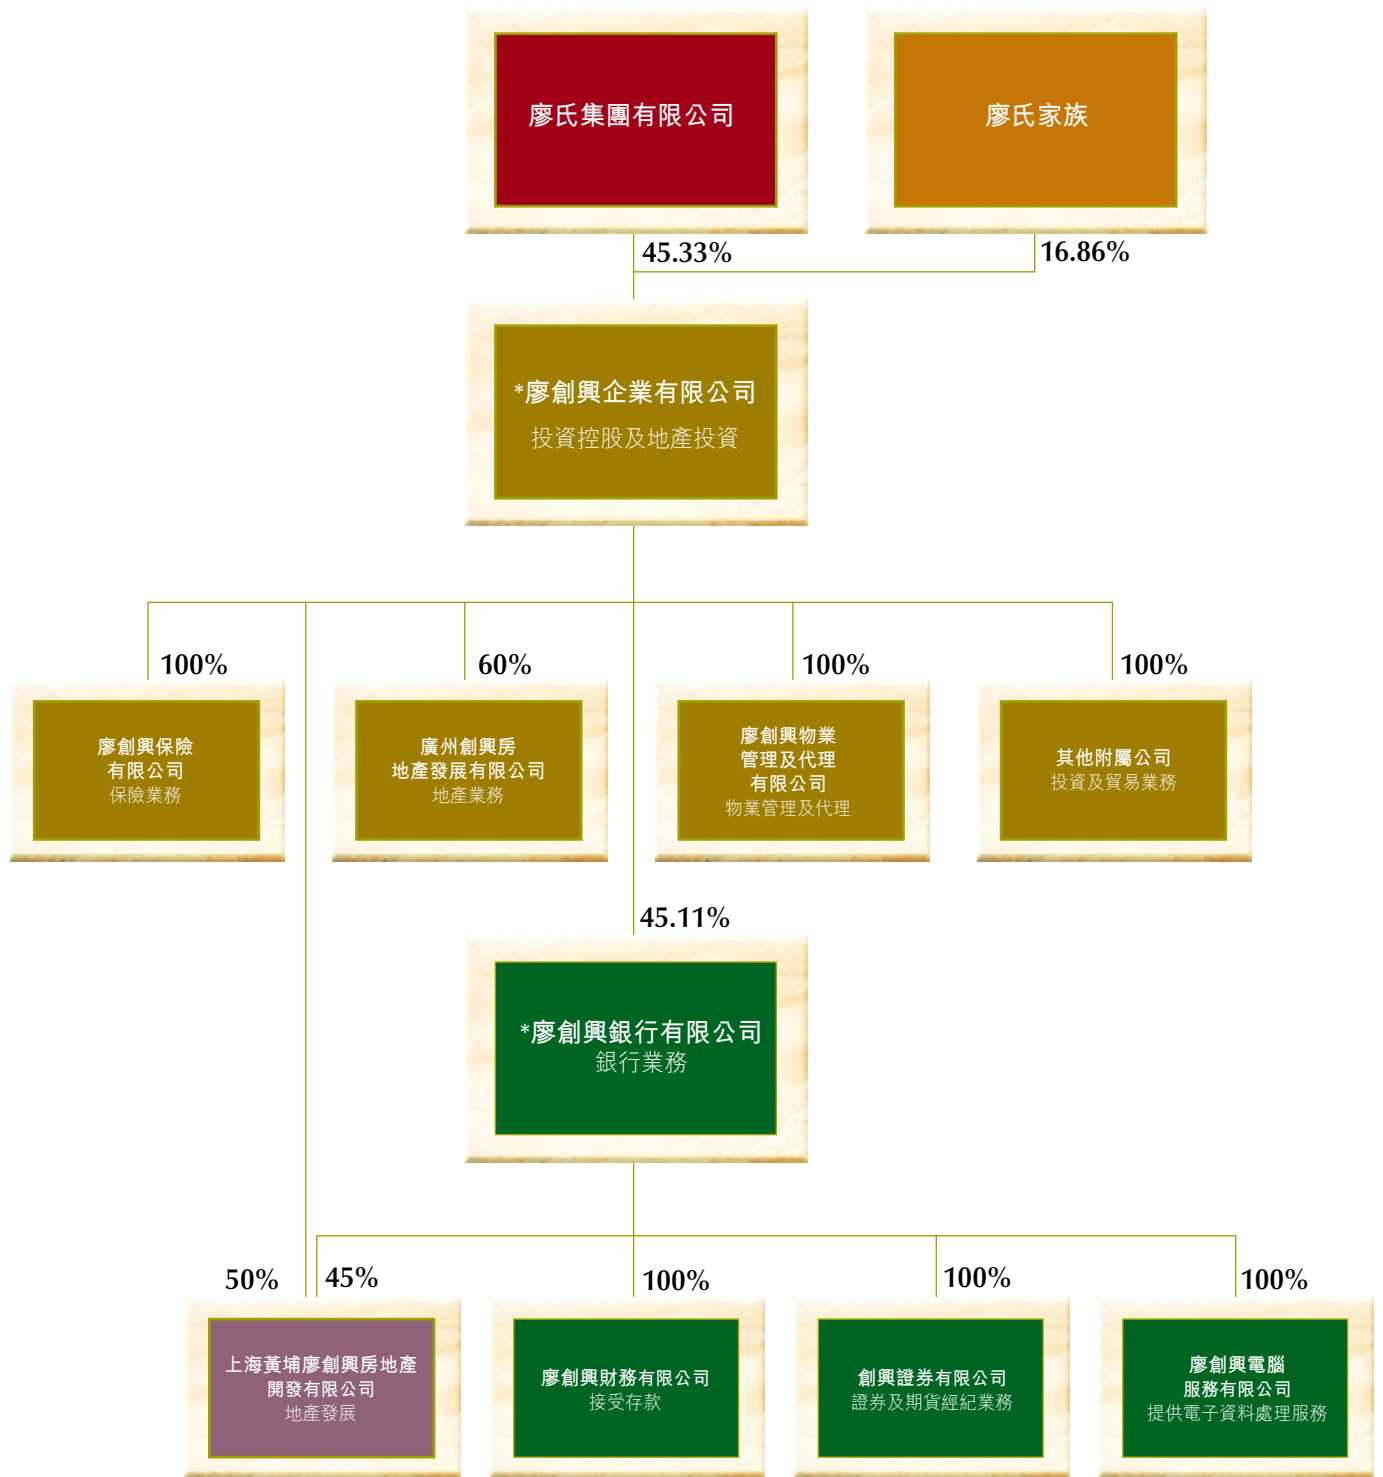 廖氏集團有限公司
廖氏家族
45.33%
16.86%
*廖創興企業有限公司
投資控股及地產投資
100%
60%
100%
100%
廖創興保險
有限公司
保險業務
廣州創興房
地產發展有限公司
地產業務
廖創興物業
管理及代理
有限公司
物業管理及代理
其他附屬公司
投資及貿易業務
45.11%
*廖創興銀行有限公司
銀行業務
50%
45%
100%
100%
100%
上海黃埔廖創興房地產
開發有限公司
地產發展
廖創興財務有限公司
接受存款
創興證券有限公司
證券及期貨經紀業務
廖創興電腦
服務有限公司
提供電子資料處理服務